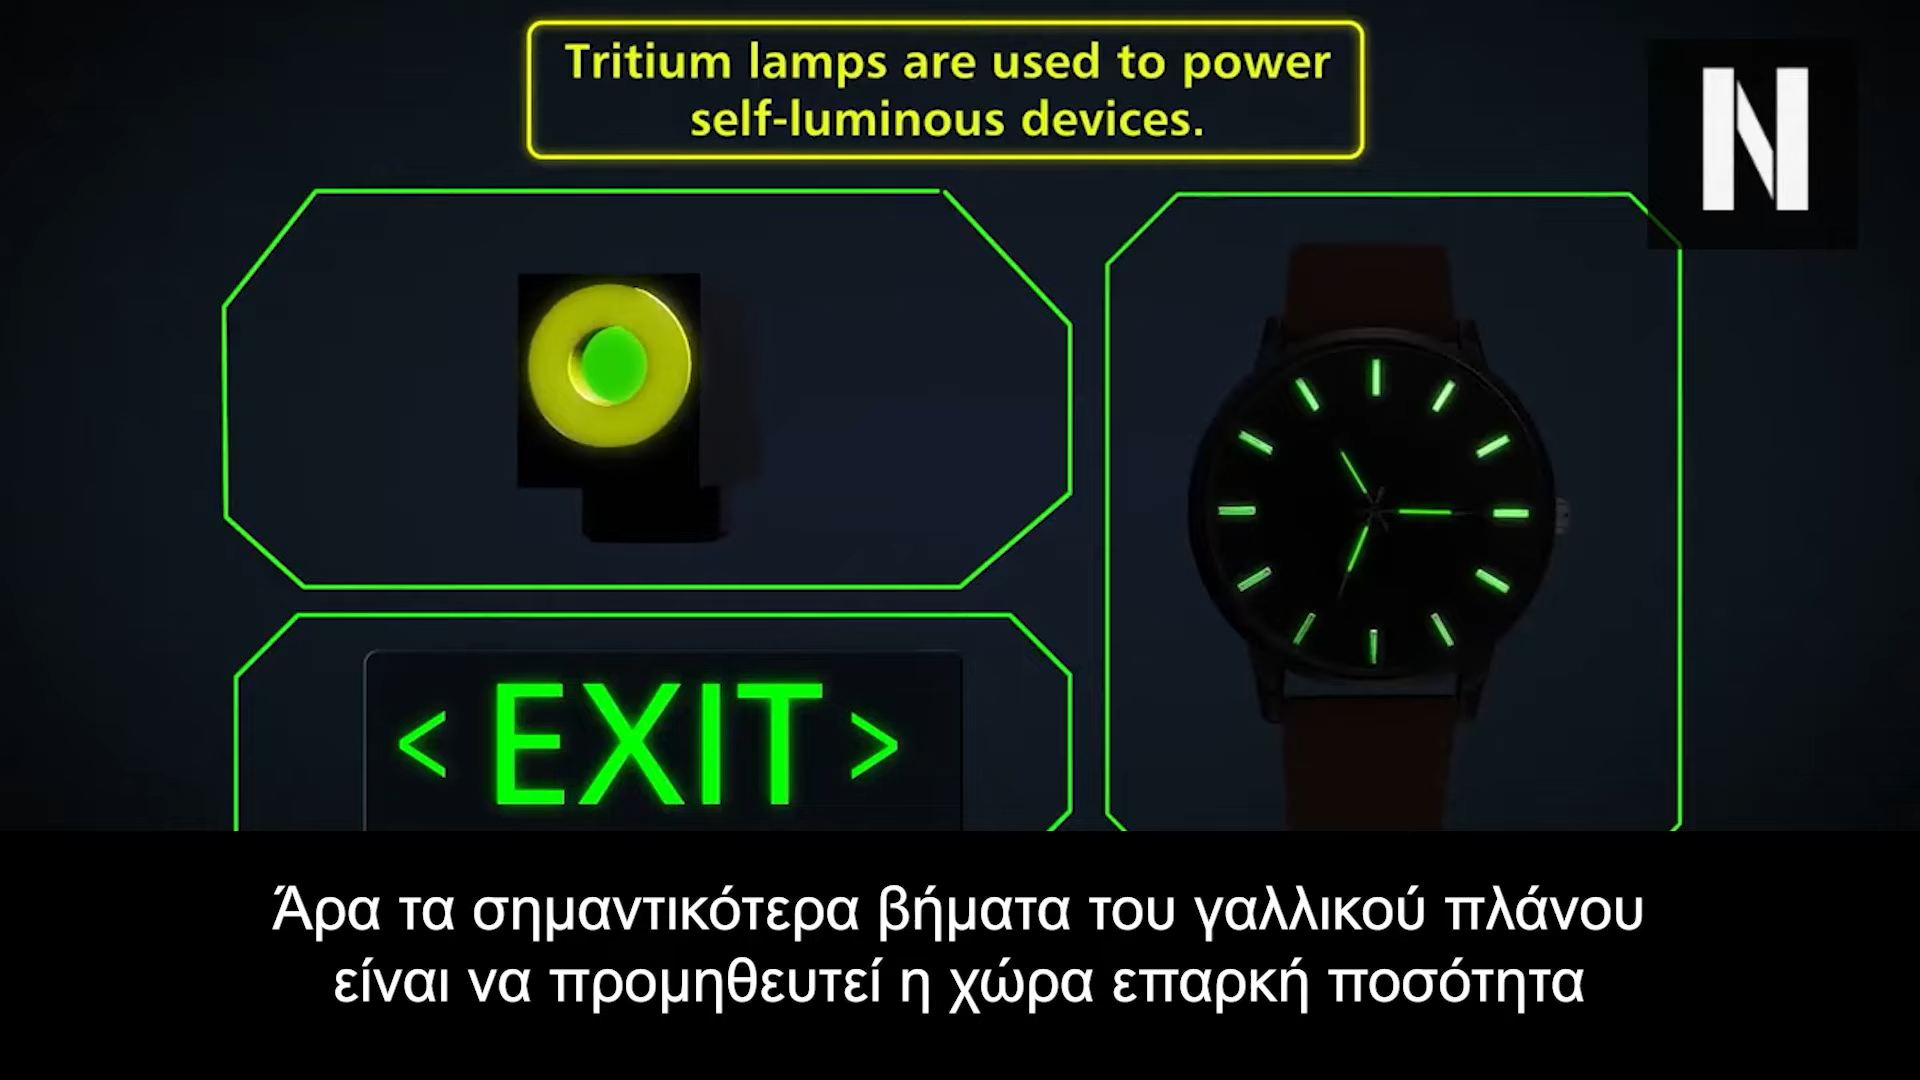 Tritium lamps are used to power
self-luminous devices.
N
< EXIT >
Άρα τα σημαντικότερα βήματα του γαλλικού πλάνου
είναι να προμηθευτεί η χώρα επαρκή ποσότητα